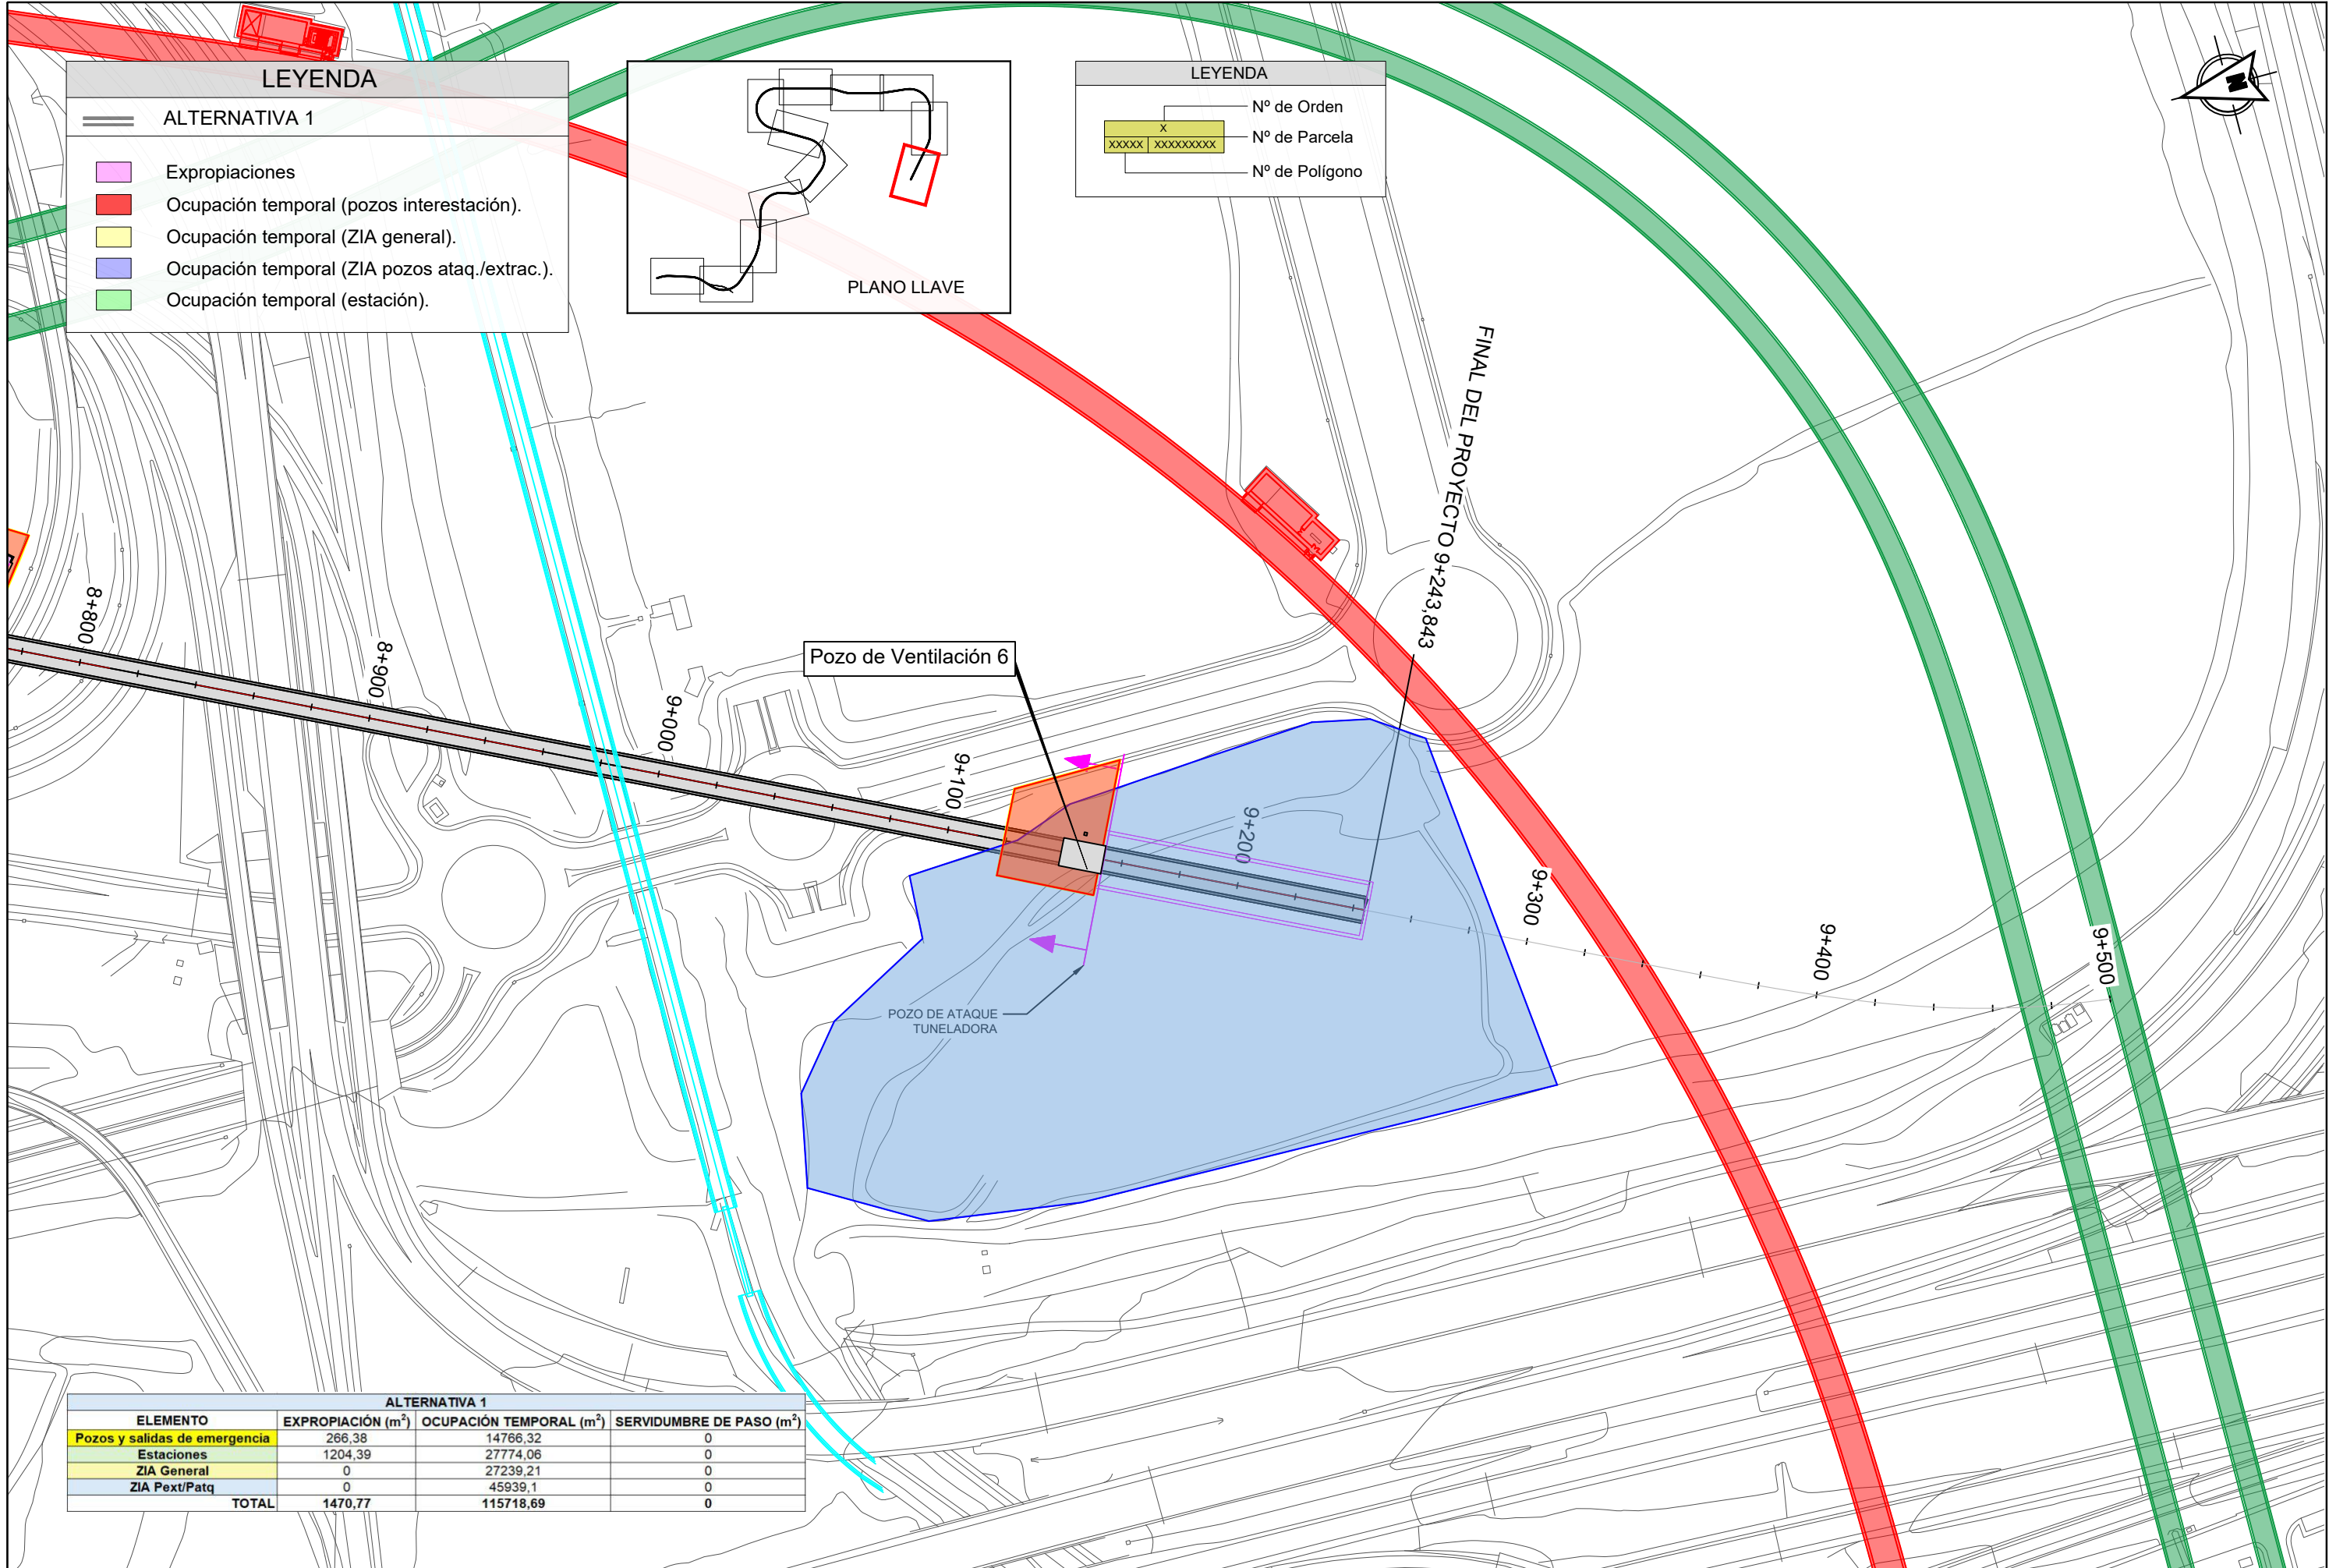 LEYENDA
ALTERNATIVA 1
Expropiaciones
Ocupación temporal (pozos interestación).
Ocupación temporal (ZIA general).
Ocupación temporal (ZIA pozos ataq./extrac.).
Ocupación temporal (estación).
PLANO LLAVE
LEYENDA
X
XXXXX XXXXXXXXX
Nº de Orden
Nº de Parcela
Nº de Polígono
N
FINAL DEL PROYECTO 9+243,843
8+800
8+900
9+000
9+100
9+200
9+300
9+400
9+500
Pozo de Ventilación 6
POZO DE ATAQUE
TUNELADORA
ALTERNATIVA 1
ELEMENTO EXPROPIACIÓN (m²) OCUPACIÓN TEMPORAL (m²) SERVIDUMBRE DE PASO (m²)
Pozos y salidas de emergencia 266,38 14766,32 0
Estaciones 1204,39 27774,06 0
ZIA General 0 27239,21 0
ZIA Pext/Patq 0 45939,1 0
TOTAL 1470,77 115718,69 0